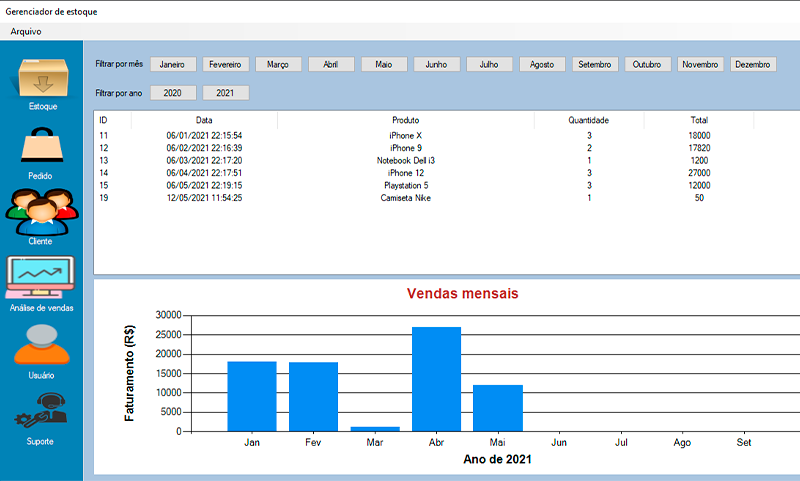 Gerenciador de estoque
Arquivo
Estoque
Pedido
Cliente
Análise de vendas
Usuário
Suporte
Filtrar por mês Janeiro Fevereiro Março Abril Maio Junho Julho Agosto Setembro Outubro Novembro Dezembro
Filtrar por ano 2020 2021
ID Data Produto Quantidade Total
11 06/01/2021 22:15:54 iPhone X 3 18000
12 06/02/2021 22:16:39 iPhone 9 2 17820
13 06/03/2021 22:17:20 Notebook Dell i3 1 1200
14 06/04/2021 22:17:51 iPhone 12 3 27000
15 06/05/2021 22:19:15 Playstation 5 3 12000
19 12/05/2021 11:54:25 Camiseta Nike 1 50
Vendas mensais
Faturamento (R$)
30000
25000
20000
15000
10000
5000
0
Jan Fev Mar Abr Mai Jun Jul Ago Set
Ano de 2021